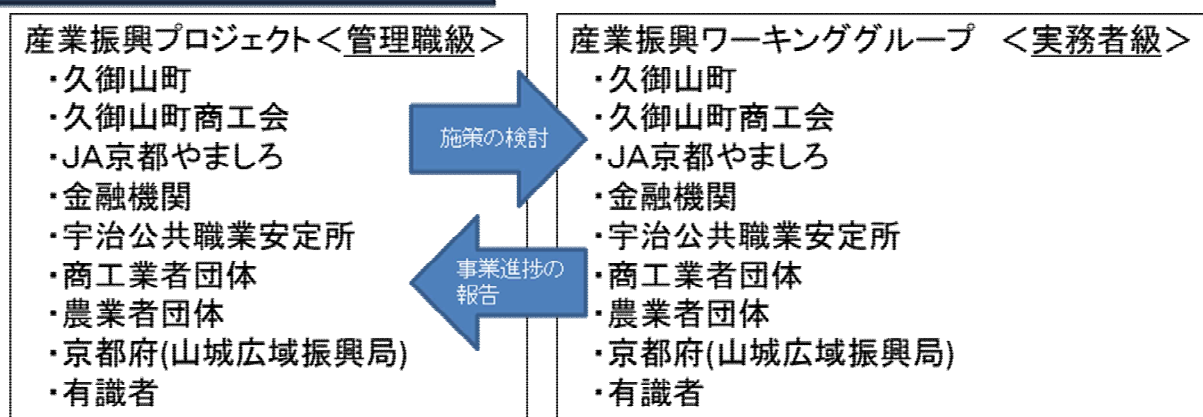 産業振興プロジェクト＜管理職級＞
・久御山町
・久御山町商工会
・JA京都やましろ
・金融機関
・宇治公共職業安定所
・商工業者団体
・農業者団体
・京都府(山城広域振興局)
・有識者
施策の検討
事業進捗の
報告
産業振興ワーキンググループ　＜実務者級＞
・久御山町
・久御山町商工会
・JA京都やましろ
・金融機関
・宇治公共職業安定所
・商工業者団体
・農業者団体
・京都府(山城広域振興局)
・有識者